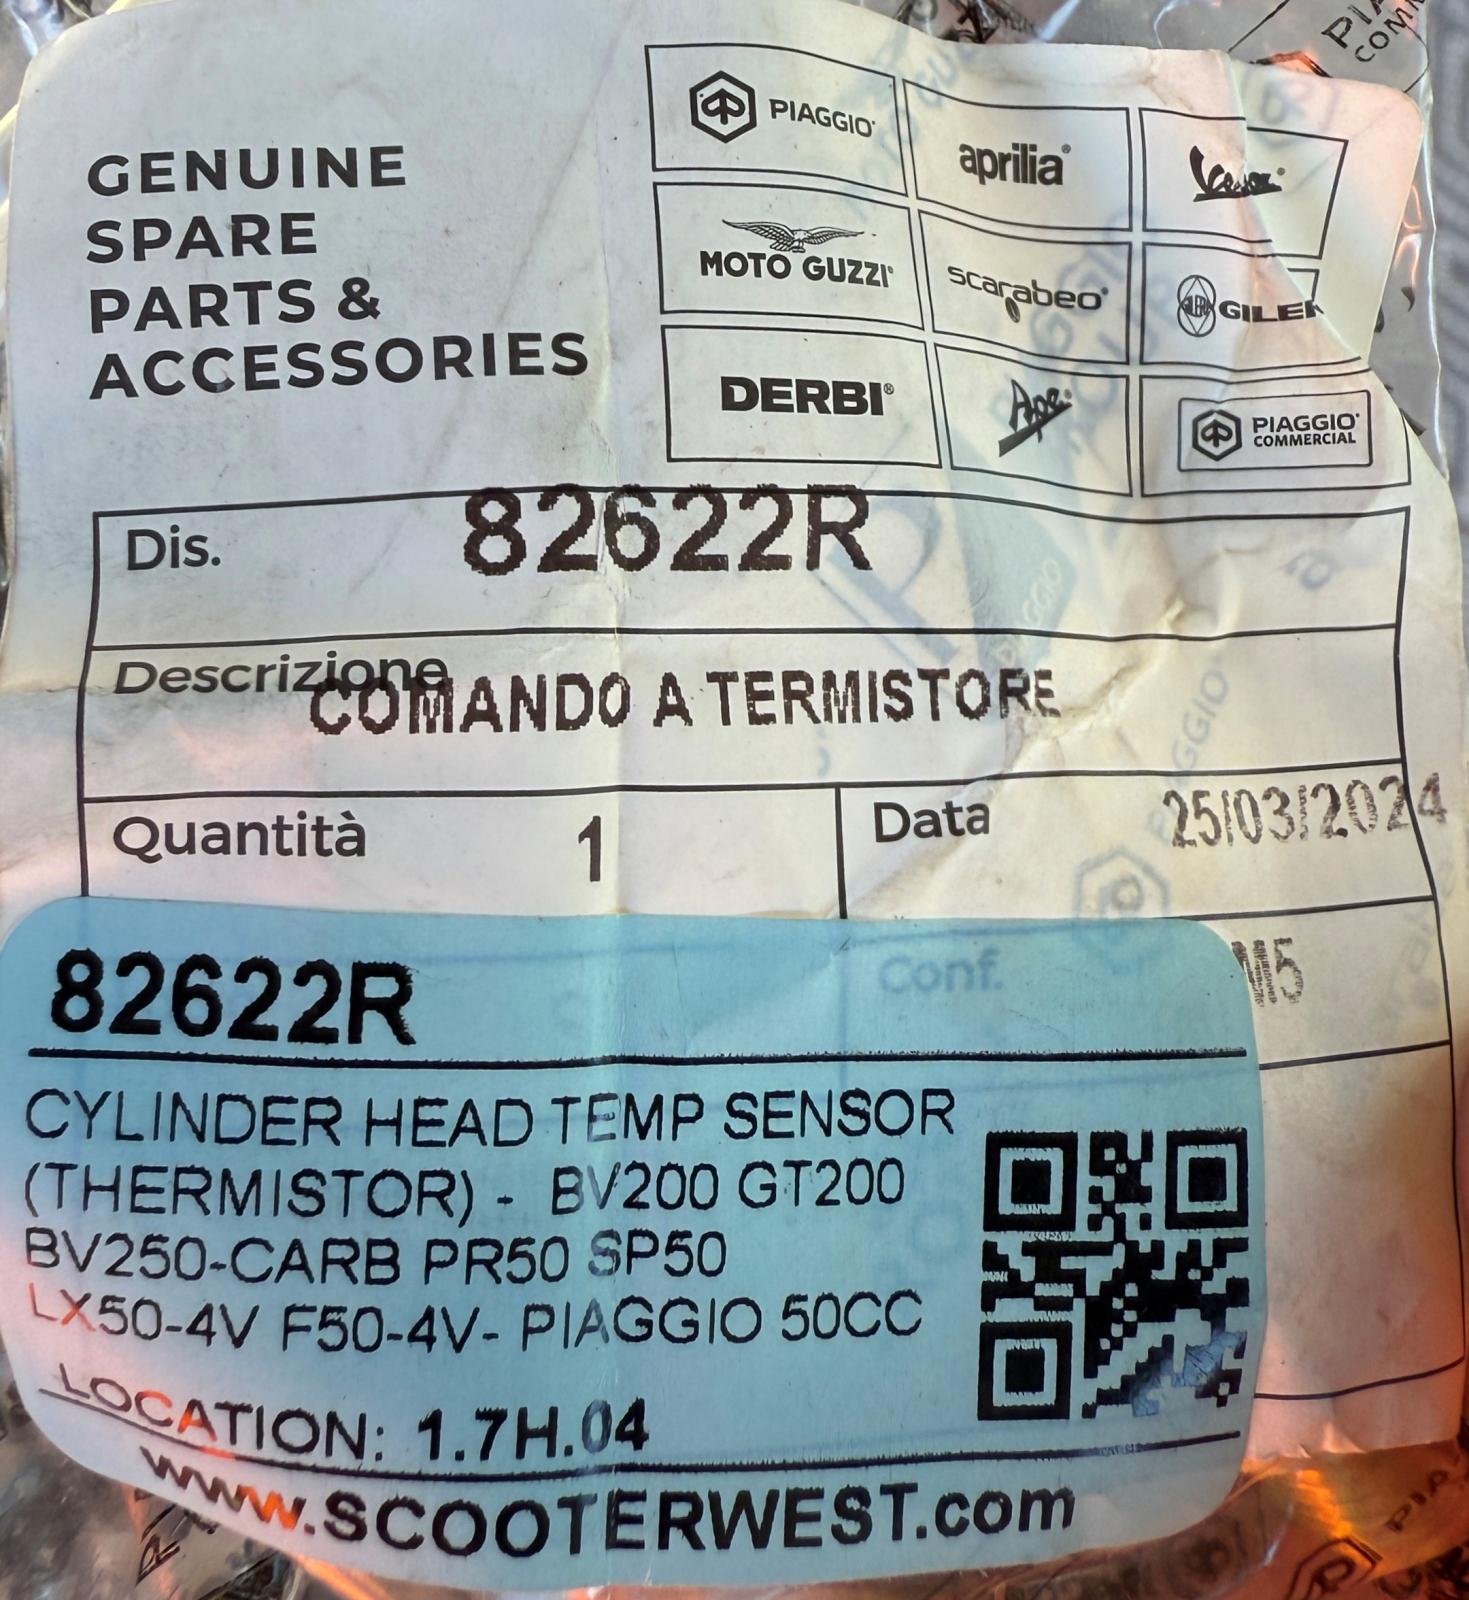 GENUINE
SPARE
PARTS &
ACCESSORIES
PIAGGIO
aprilia
Vespa
MOTO GUZZI
scarabeo
GILER
DERBI
Ape
PIAGGIO
COMMERCIAL
Dis. 82622R
Descrizione
COMANDO A TERMISTORE
Quantità 1
Data 25/03/2024
Conf.
82622R
CYLINDER HEAD TEMP SENSOR
(THERMISTOR) - BV200 GT200
BV250-CARB PR50 SP50
LX50-4V F50-4V- PIAGGIO 50CC
LOCATION: 1.7H.04
www.SCOOTERWEST.com